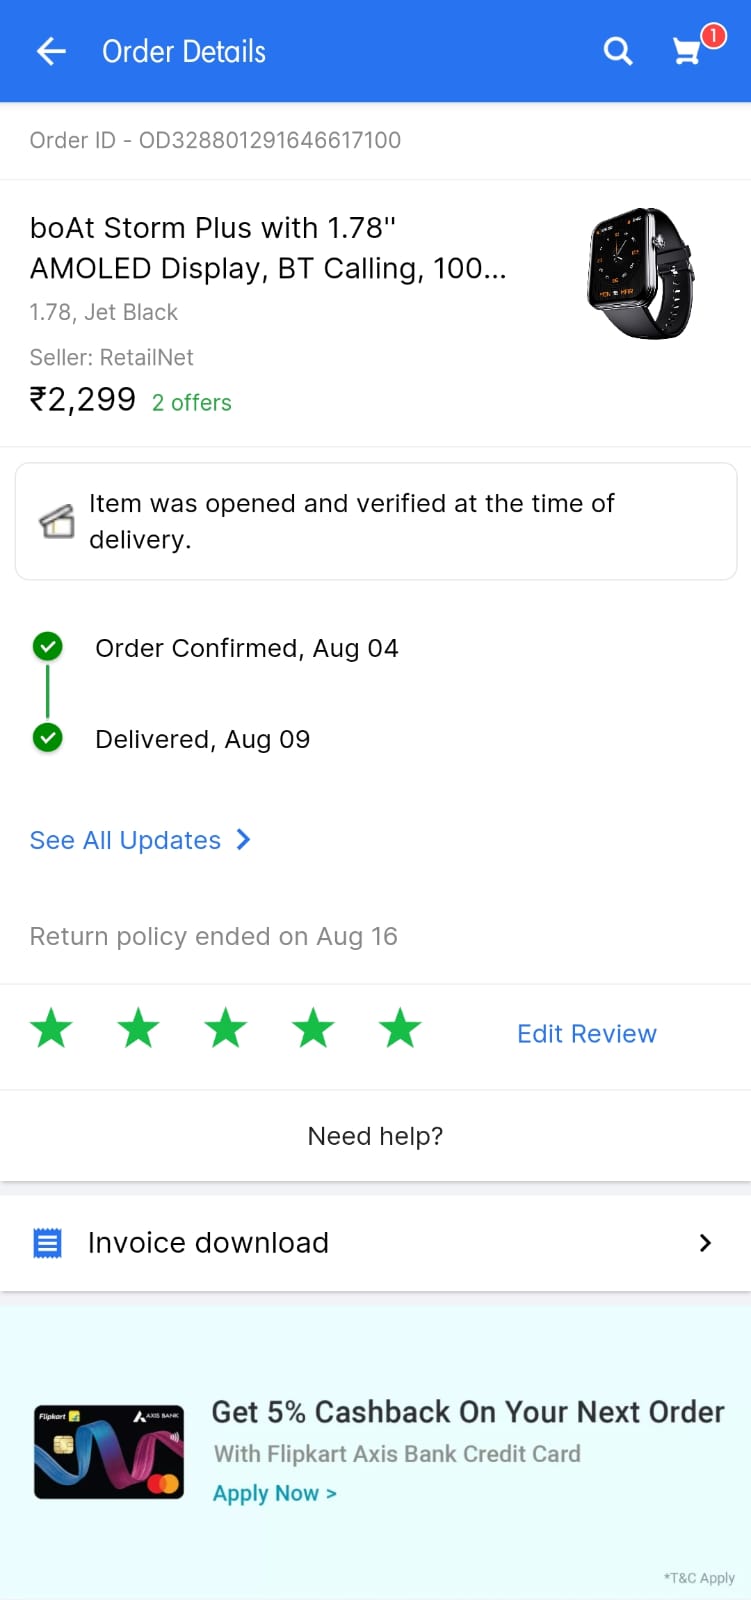 Order Details
1
Order ID - OD328801291646617100
boAt Storm Plus with 1.78"
AMOLED Display, BT Calling, 100...
1.78, Jet Black
Seller: RetailNet
₹2,299 2 offers
Item was opened and verified at the time of
delivery.
Order Confirmed, Aug 04
Delivered, Aug 09
See All Updates
Return policy ended on Aug 16
Edit Review
Need help?
Invoice download
Flipkart AXIS BANK
Get 5% Cashback On Your Next Order
With Flipkart Axis Bank Credit Card
Apply Now >
*T&C Apply